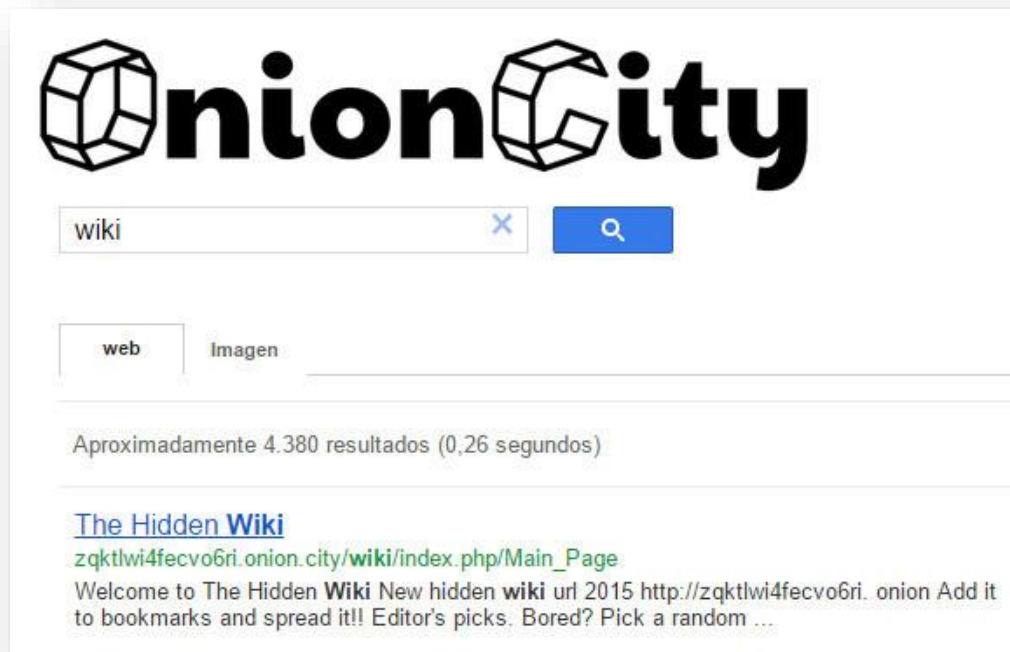 OnionCity
wiki
web Imagen
Aproximadamente 4.380 resultados (0,26 segundos)
The Hidden Wiki
zqktlwi4fecvo6ri.onion.city/wiki/index.php/Main_Page
Welcome to The Hidden Wiki New hidden wiki url 2015 http://zqktlwi4fecvo6ri. onion Add it
to bookmarks and spread it!! Editor's picks. Bored? Pick a random ...